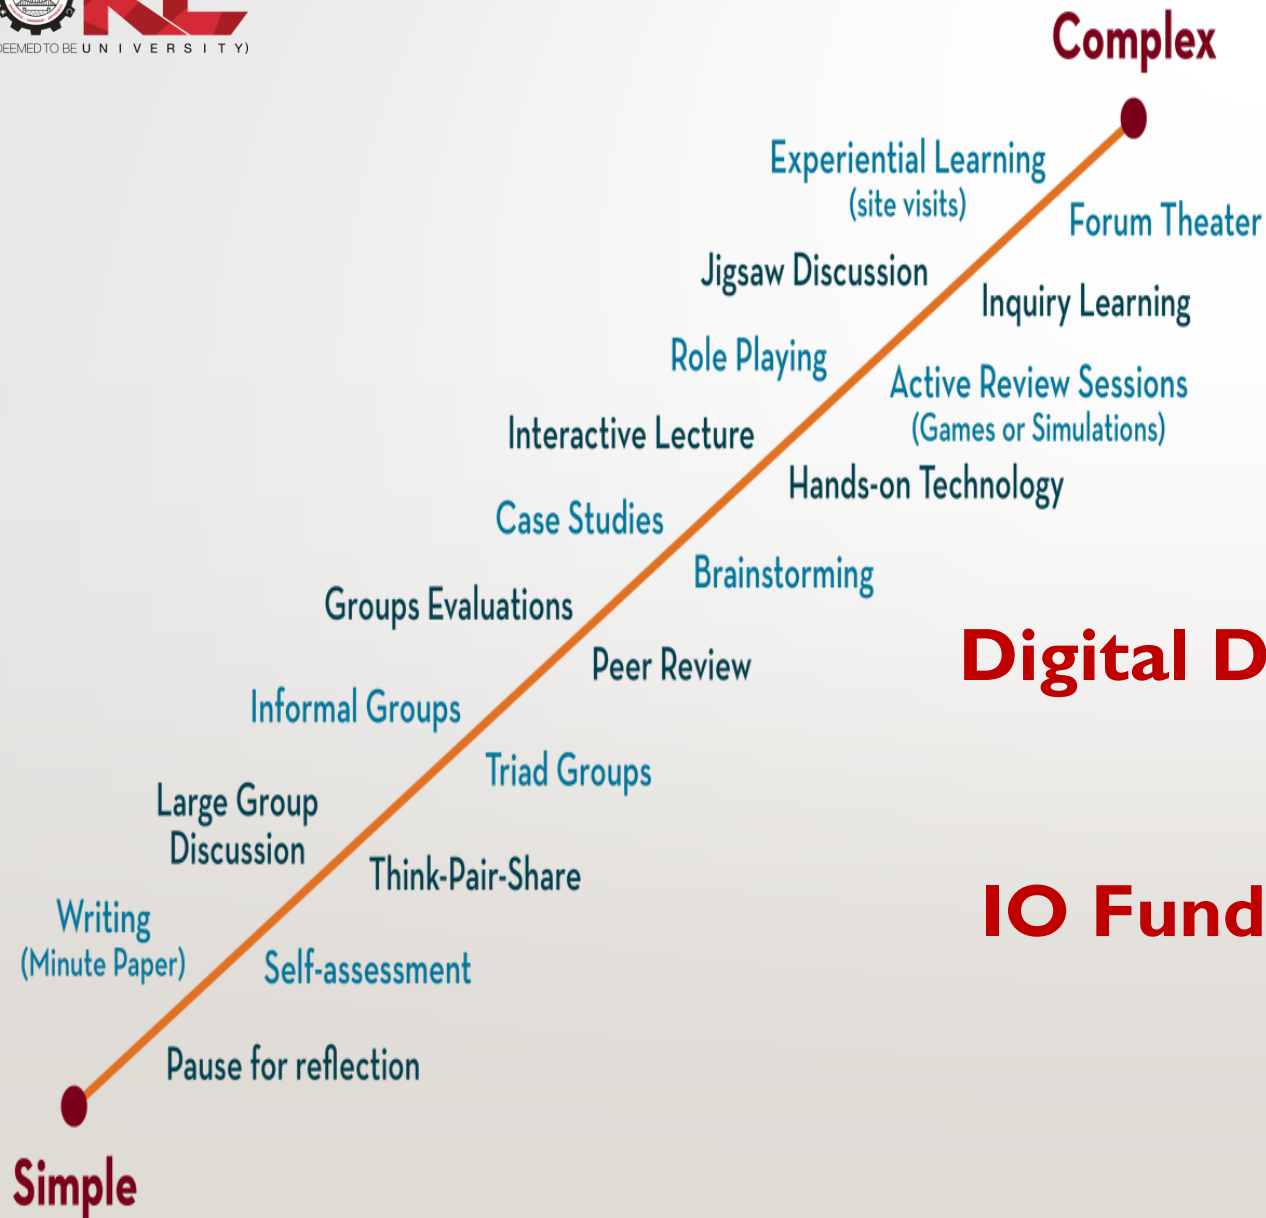 KL
DEEMED TO BE UNIVERSITY)
Complex
Experiential Learning
(site visits)
Forum Theater
Jigsaw Discussion
Inquiry Learning
Role Playing
Active Review Sessions
(Games or Simulations)
Interactive Lecture
Hands-on Technology
Case Studies
Brainstorming
Groups Evaluations
Peer Review
Digital D
Informal Groups
Triad Groups
Large Group
Discussion
Think-Pair-Share
IO Fund
Writing
(Minute Paper)
Self-assessment
Pause for reflection
Simple